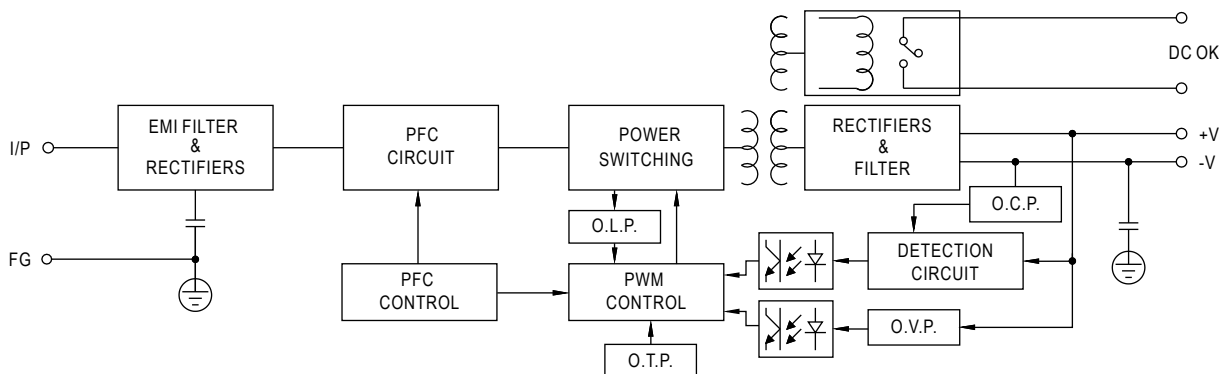 DC OK
I/P
EMI FILTER
&
RECTIFIERS
PFC
CIRCUIT
POWER
SWITCHING
RECTIFIERS
&
FILTER
+V
-V
O.L.P.
O.C.P.
FG
PFC
CONTROL
PWM
CONTROL
DETECTION
CIRCUIT
O.V.P.
O.T.P.